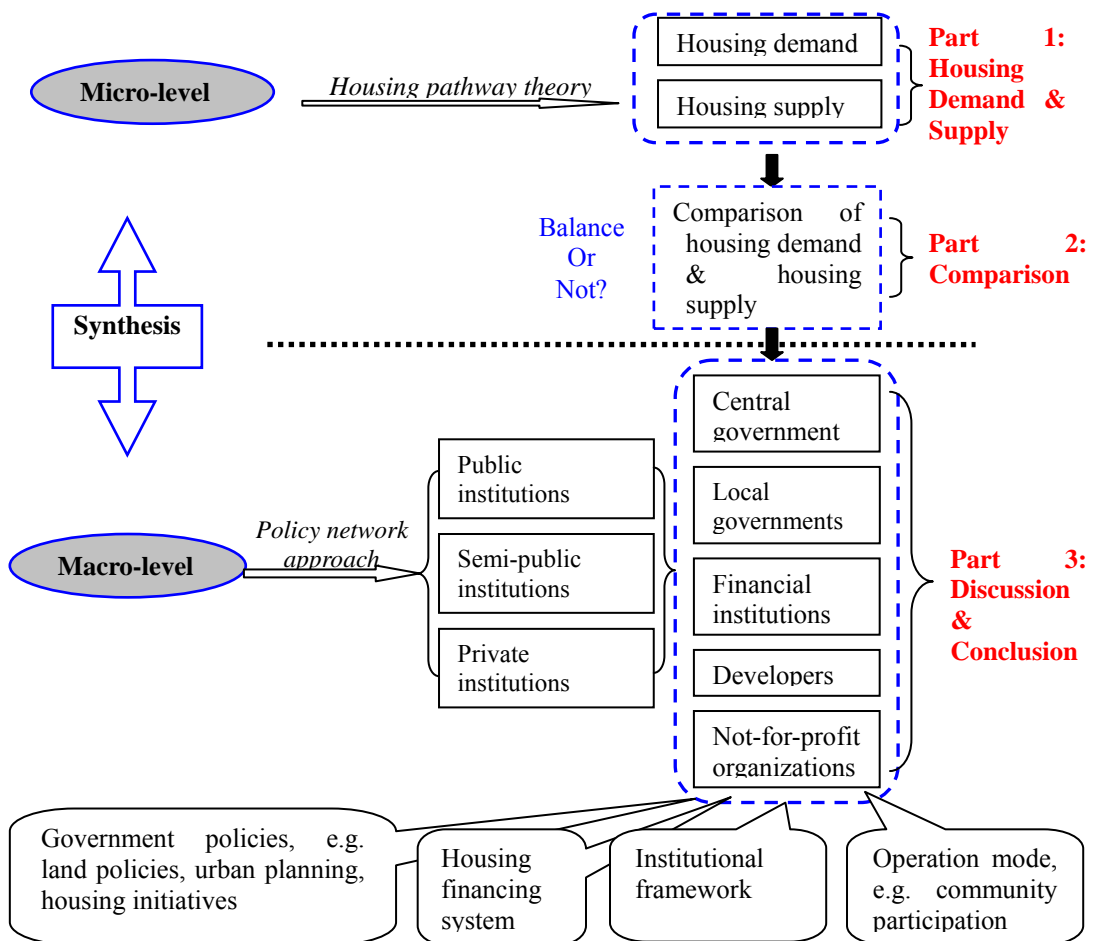 Housing demand
Housing supply
Part 1:
Housing
Demand &
Supply
Micro-level
Housing pathway theory
Balance
Or
Not?
Comparison of
housing demand
& housing
supply
Part 2:
Comparison
Synthesis
Central
government
Local
governments
Financial
institutions
Developers
Not-for-profit
organizations
Public
institutions
Semi-public
institutions
Private
institutions
Policy network
approach
Macro-level
Part 3:
Discussion
&
Conclusion
Government policies, e.g.
land policies, urban planning,
housing initiatives
Housing
financing
system
Institutional
framework
Operation mode,
e.g. community
participation